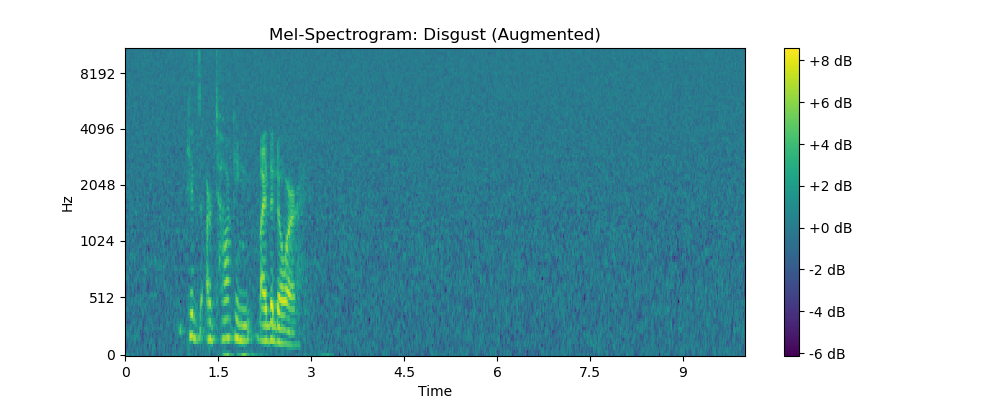 Mel-Spectrogram: Disgust (Augmented)
8192
4096
2048
1024
512
0
Hz
0 1.5 3 4.5 6 7.5 9
Time
+8 dB
+6 dB
+4 dB
+2 dB
+0 dB
-2 dB
-4 dB
-6 dB